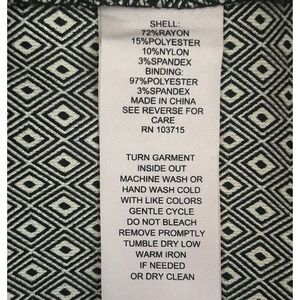 SHELL:
72%RAYON
15%POLYESTER
10%NYLON
3%SPANDEX
BINDING:
97%POLYESTER
3%SPANDEX
MADE IN CHINA
SEE REVERSE FOR
CARE
RN 103715
TURN GARMENT
INSIDE OUT
MACHINE WASH OR
HAND WASH COLD
WITH LIKE COLORS
GENTLE CYCLE
DO NOT BLEACH
REMOVE PROMPTLY
TUMBLE DRY LOW
WARM IRON
IF NEEDED
OR DRY CLEAN